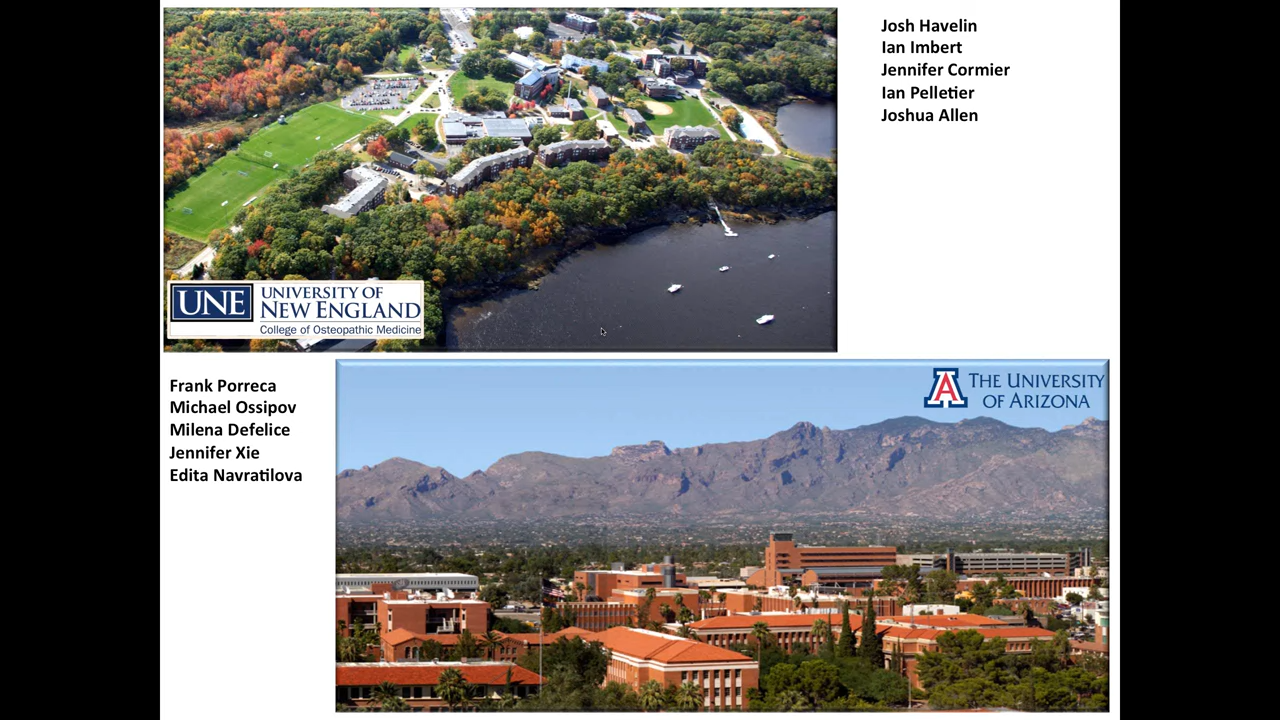 Josh Havelin
Ian Imbert
Jennifer Cormier
Ian Pelletier
Joshua Allen
UNE
UNIVERSITY OF
NEW ENGLAND
College of Osteopathic Medicine
Frank Porreca
Michael Ossipov
Milena Defelice
Jennifer Xie
Edita Navratilova
A
THE UNIVERSITY
OF ARIZONA